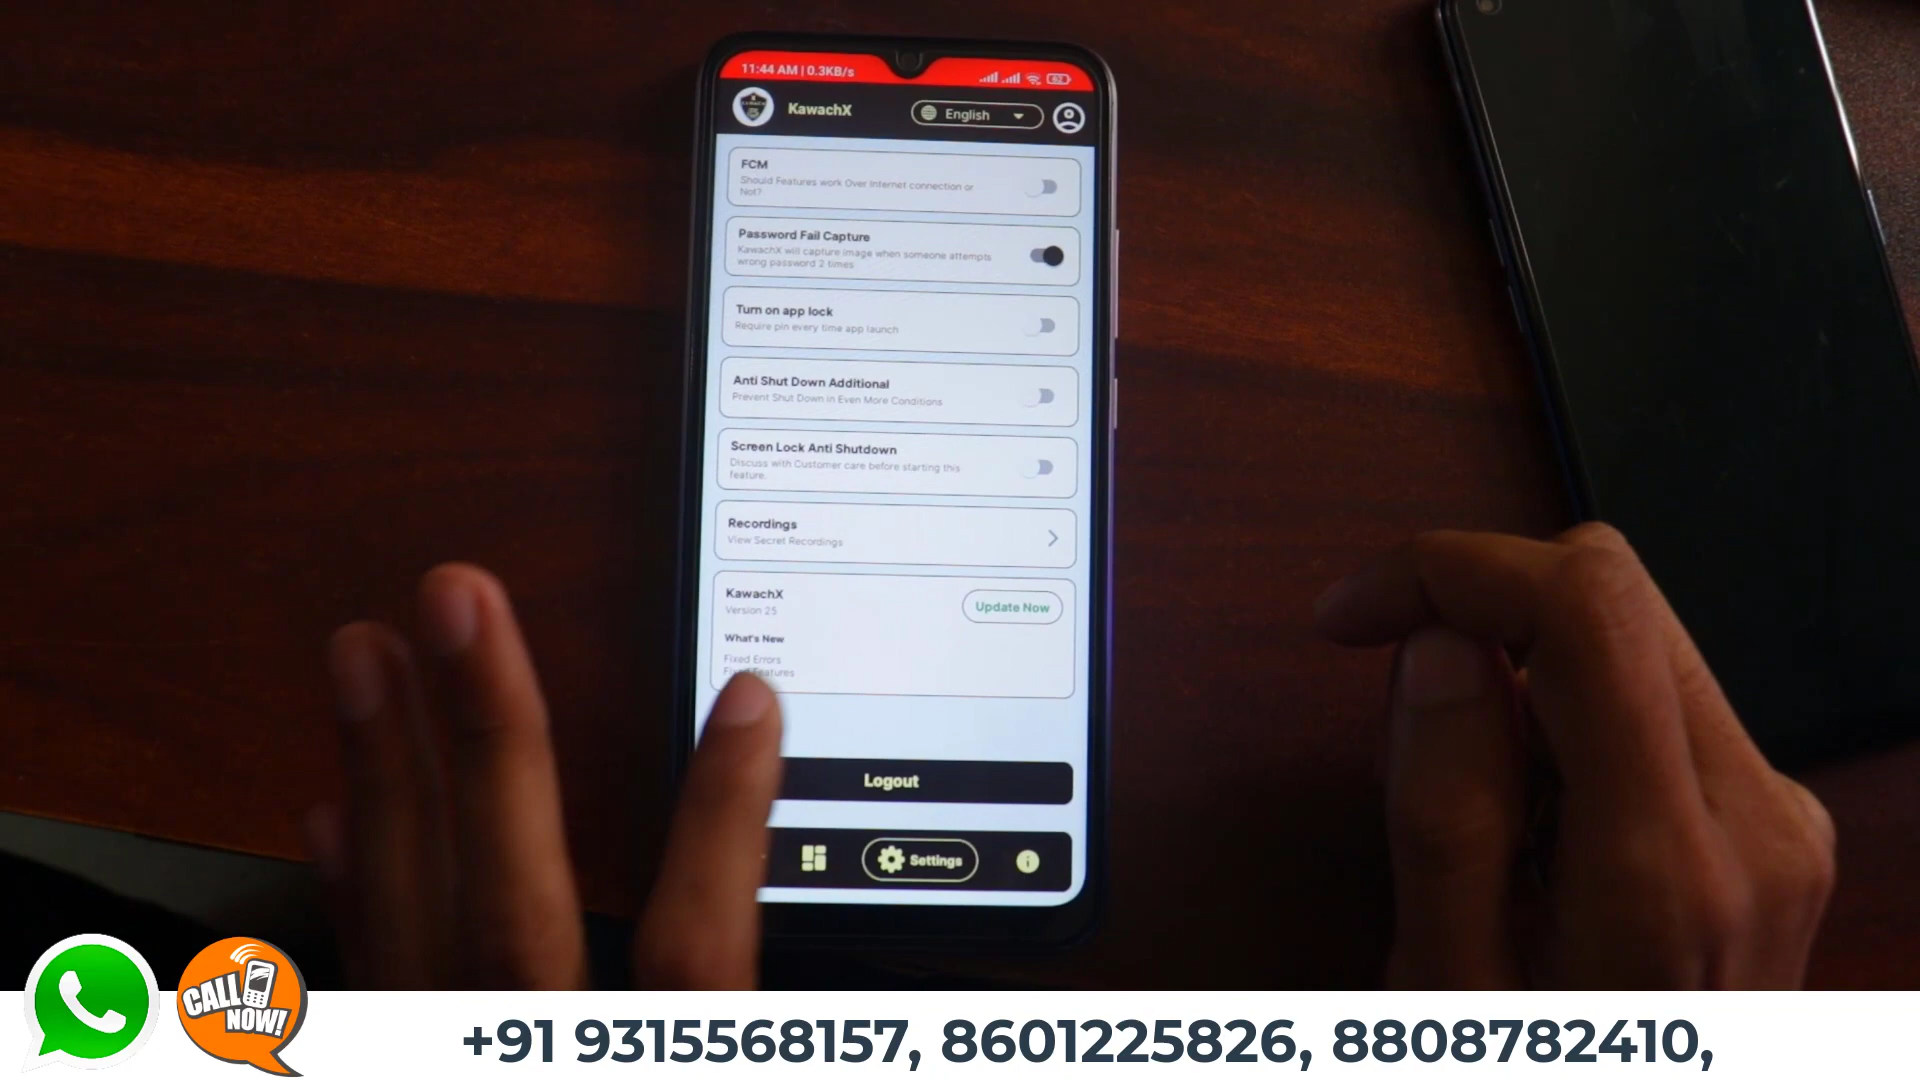 11:44 AM | 0.3KB/s
62
KawachX
English
FCM
Should Features work Over Internet connection or
Not?
Password Fail Capture
KawachX will capture image when someone attempts
wrong password 2 times
Turn on app lock
Require pin every time app launch
Anti Shut Down Additional
Prevent Shut Down in Even More Conditions
Screen Lock Anti Shutdown
Discuss with Customer care before starting this
feature.
Recordings
View Secret Recordings
KawachX
Version 25
Update Now
What's New
Fixed Errors
Fixed Features
Logout
Settings
CALL
NOW!
+91 9315568157, 8601225826, 8808782410,